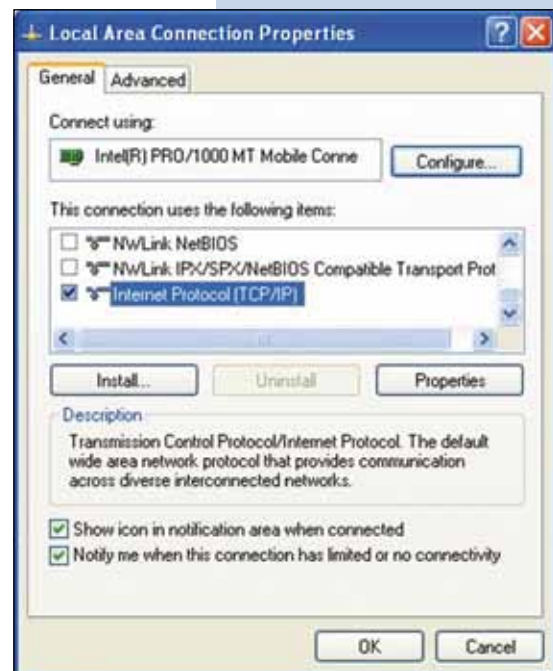 Local Area Connection Properties
General
Advanced
Connect using:
Intel(R) PRO/1000 MT Mobile Conne
Configure...
This connection uses the following items:
NWLink NetBIOS
NWLink IPX/SPX/NetBIOS Compatible Transport Prot
Internet Protocol (TCP/IP)
Install...
Uninstall
Properties
Description
Transmission Control Protocol/Internet Protocol. The default
wide area network protocol that provides communication
across diverse interconnected networks.
Show icon in notification area when connected
Notify me when this connection has limited or no connectivity
OK
Cancel